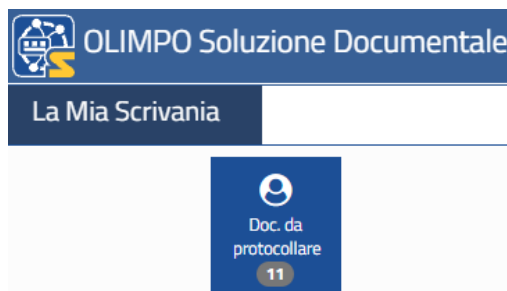 OLIMPO Soluzione Documentale
La Mia Scrivania
Doc. da
protocollare
11